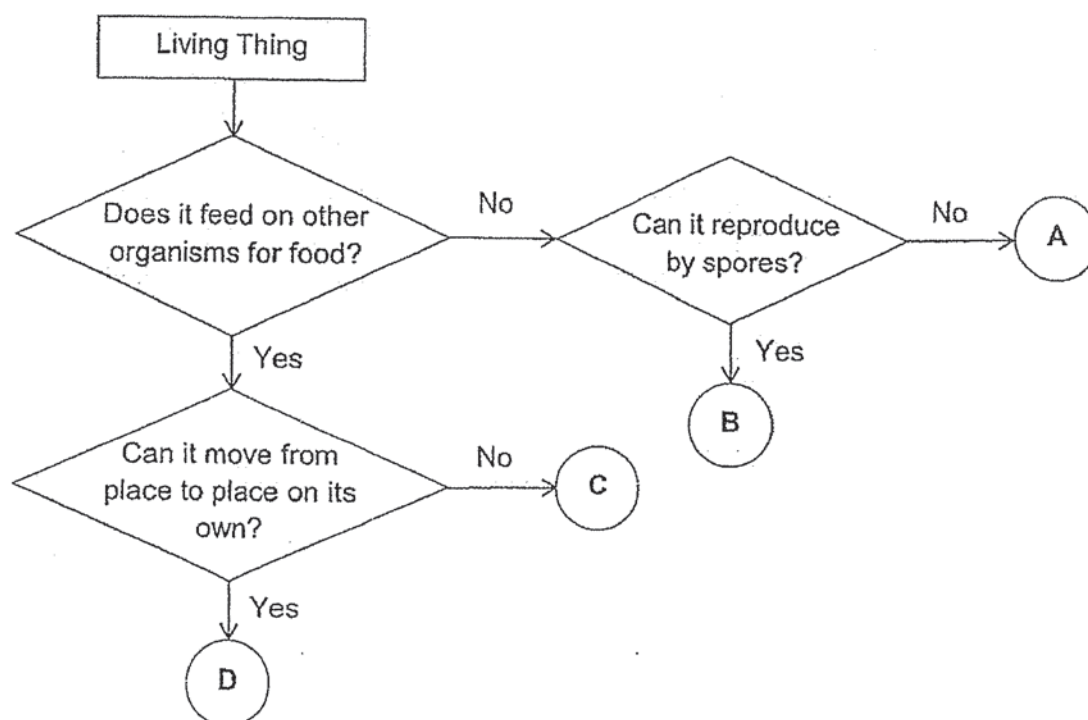 Living Thing
Does it feed on other
organisms for food?
No
Can it reproduce
by spores?
No
A
Yes
B
Yes
Can it move from
place to place on its
own?
No
C
Yes
D